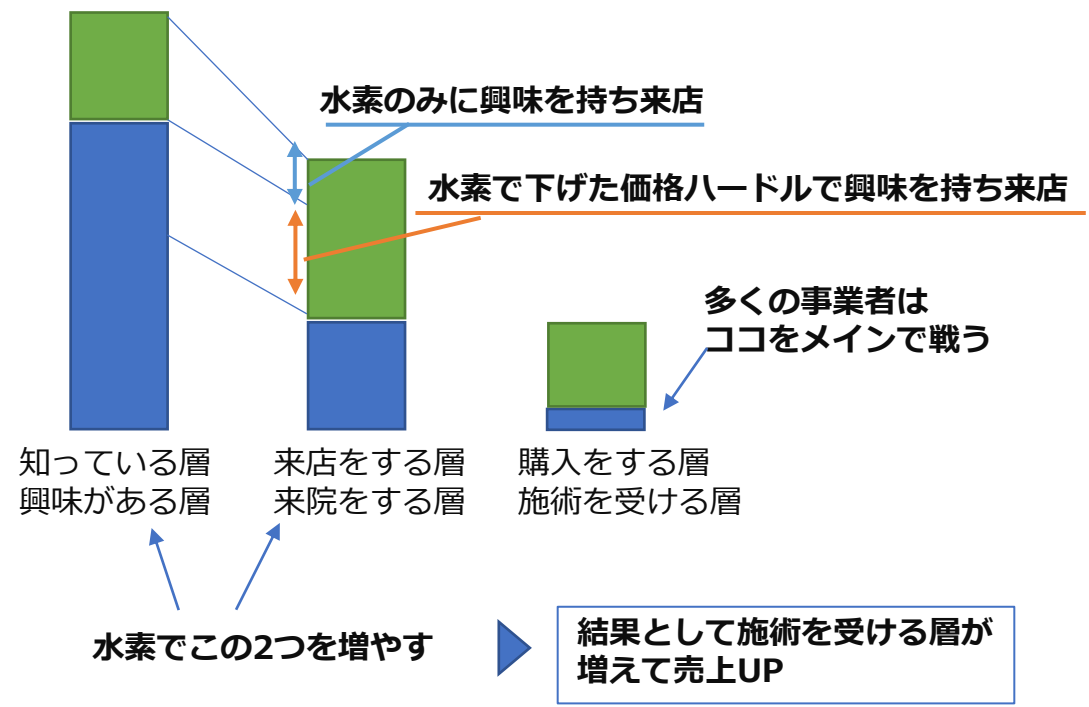 水素のみに興味を持ち来店
水素で下げた価格ハードルで興味を持ち来店
多くの事業者は
ココをメインで戦う
知っている層
興味がある層
来店をする層
来院をする層
購入をする層
施術を受ける層
水素でこの2つを増やす
結果として施術を受ける層が
増えて売上UP